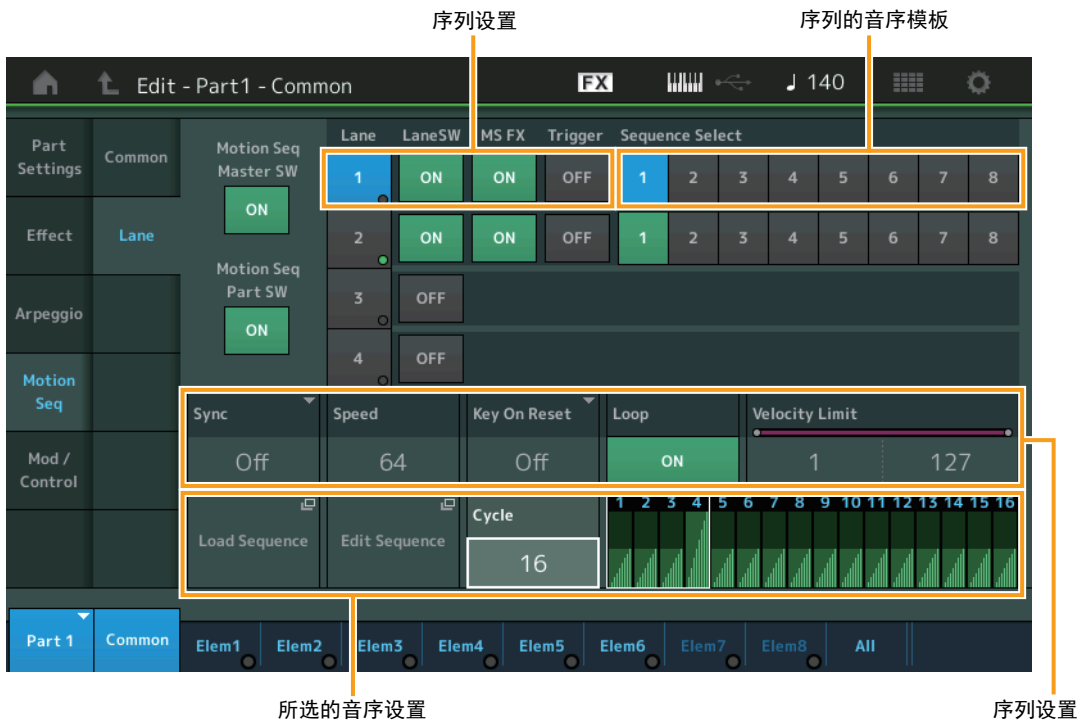 序列设置 序列的音序模板
Edit - Part1 - Common FX ♩ 140
Part Settings Common Motion Seq Master SW ON
Lane LaneSW MS FX Trigger Sequence Select
1 ON ON OFF 1 2 3 4 5 6 7 8
Effect Lane
2 ON ON OFF 1 2 3 4 5 6 7 8
Motion Seq Part SW ON
Arpeggio
3 OFF
4 OFF
Motion Seq
Sync Speed Key On Reset Loop Velocity Limit
Off 64 Off ON 1 127
Mod / Control
Load Sequence Edit Sequence Cycle 16
1 2 3 4 5 6 7 8 9 10 11 12 13 14 15 16
Part 1 Common Elem1 Elem2 Elem3 Elem4 Elem5 Elem6 Elem7 Elem8 All
所选的音序设置 序列设置